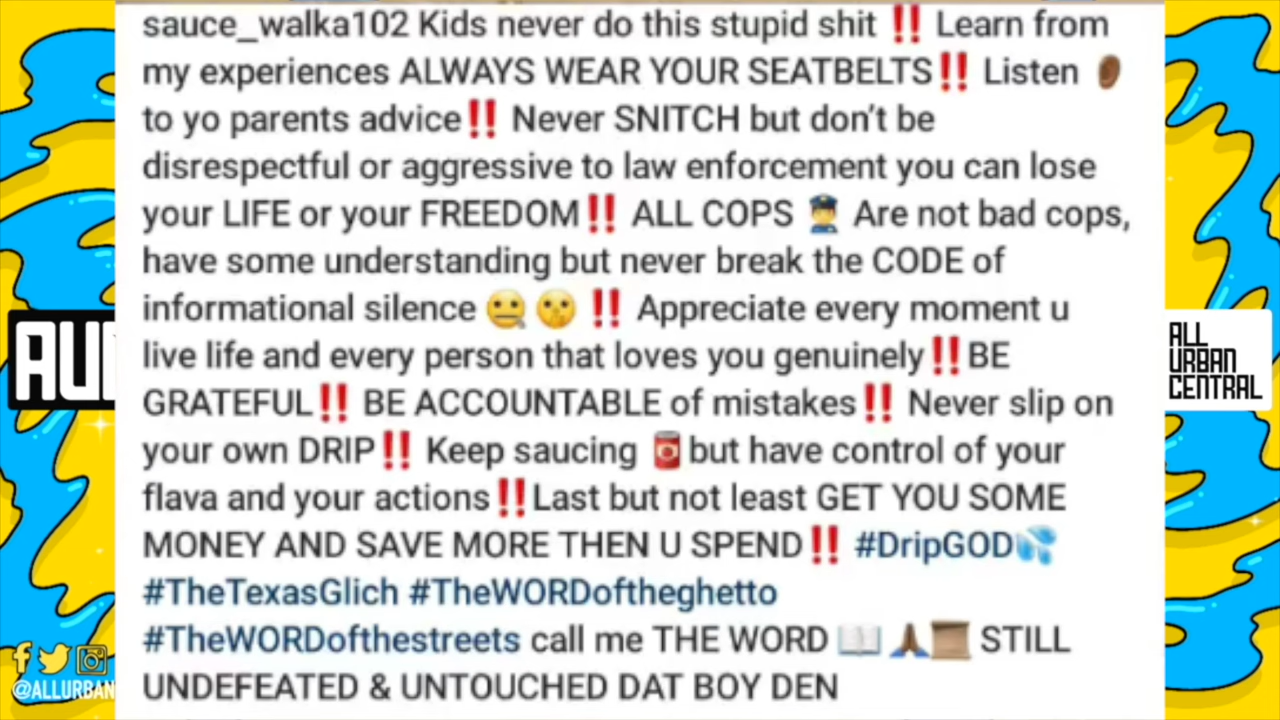 sauce_walka102 Kids never do this stupid shit ‼️ Learn from
my experiences ALWAYS WEAR YOUR SEATBELTS‼️ Listen 👂🏾
to yo parents advice‼️ Never SNITCH but don’t be
disrespectful or aggressive to law enforcement you can lose
your LIFE or your FREEDOM‼️ ALL COPS 👮 Are not bad cops,
have some understanding but never break the CODE of
informational silence 🤐 🤫 ‼️ Appreciate every moment u
live life and every person that loves you genuinely‼️BE
GRATEFUL‼️ BE ACCOUNTABLE of mistakes‼️ Never slip on
your own DRIP‼️ Keep saucing 🥫but have control of your
flava and your actions‼️Last but not least GET YOU SOME
MONEY AND SAVE MORE THEN U SPEND‼️ #DripGOD💦
#TheTexasGlich #TheWORDoftheghetto
#TheWORDofthestreets call me THE WORD 📖 🙏🏾📜 STILL
UNDEFEATED & UNTOUCHED DAT BOY DEN
AU
ALL
URBAN
CENTRAL
@ALLURBAN